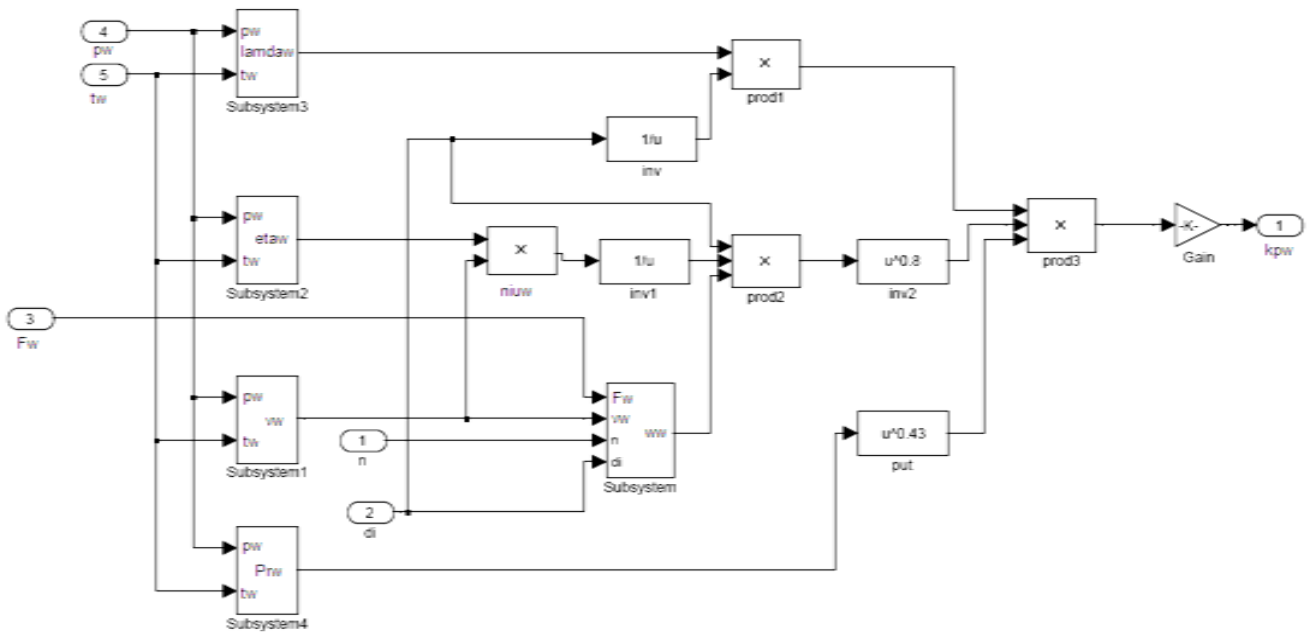 4
pw
5
tw
pw
lamdaw
tw
Subsystem3
×
prod1
1/u
inv
pw
etaw
tw
Subsystem2
×
niuw
1/u
inv1
×
prod2
u^0.8
inv2
×
prod3
-K-
Gain
1
kpw
3
Fw
pw
vw
tw
Subsystem1
1
n
2
di
Fw
vw
n
di
ww
Subsystem
u^0.43
put
pw
Prw
tw
Subsystem4